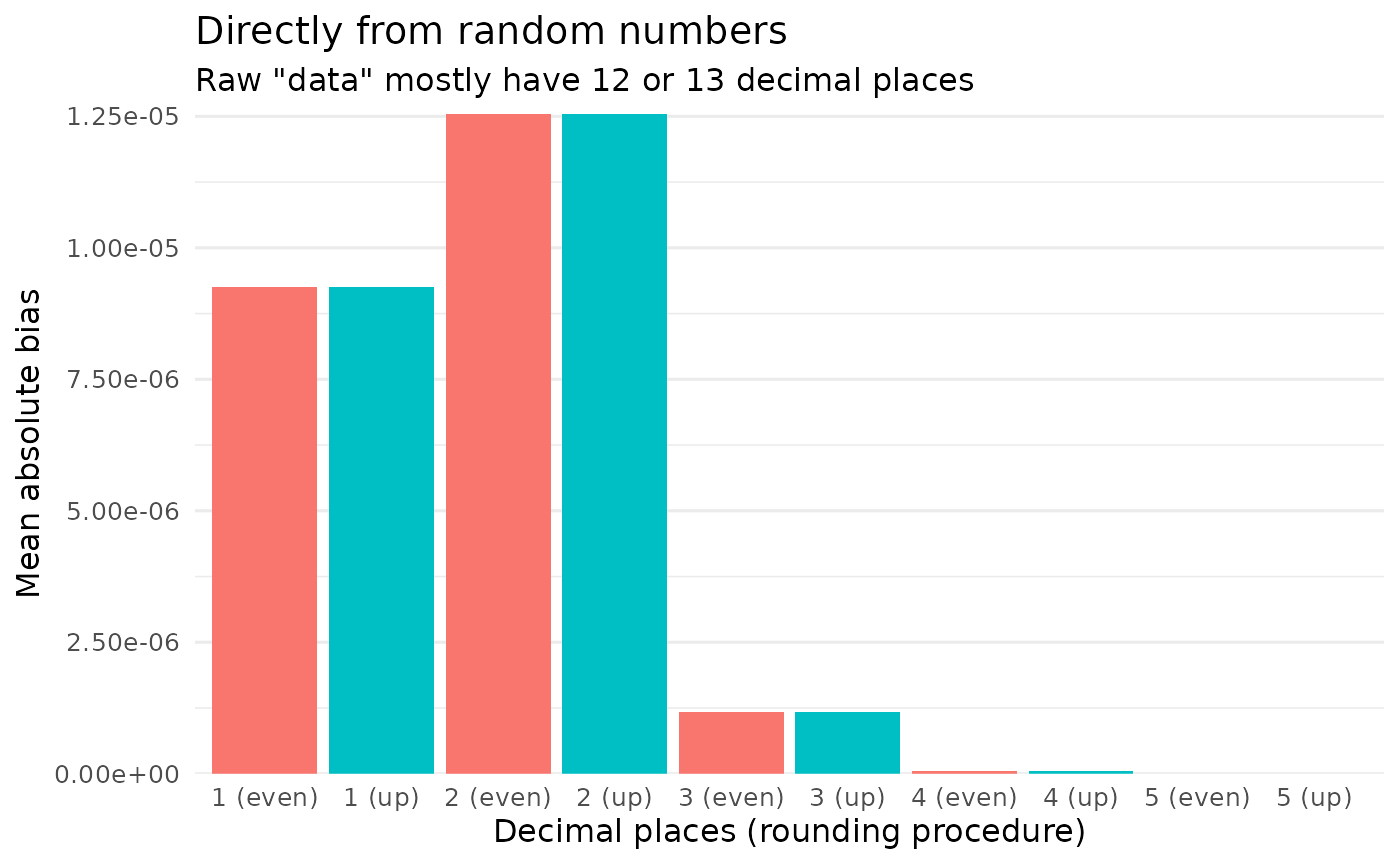 Directly from random numbers
Raw "data" mostly have 12 or 13 decimal places
Mean absolute bias
1.25e-05
1.00e-05
7.50e-06
5.00e-06
2.50e-06
0.00e+00
1 (even) 1 (up) 2 (even) 2 (up) 3 (even) 3 (up) 4 (even) 4 (up) 5 (even) 5 (up)
Decimal places (rounding procedure)